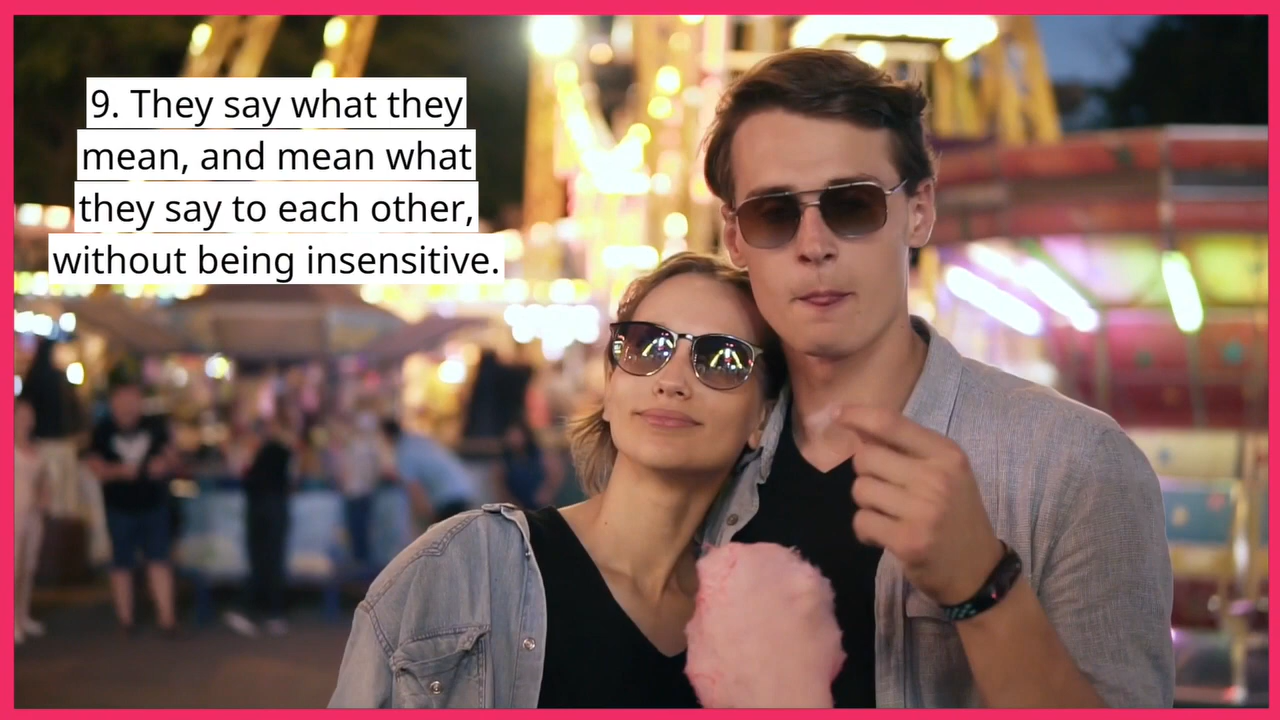 9. They say what they
mean, and mean what
they say to each other,
without being insensitive.